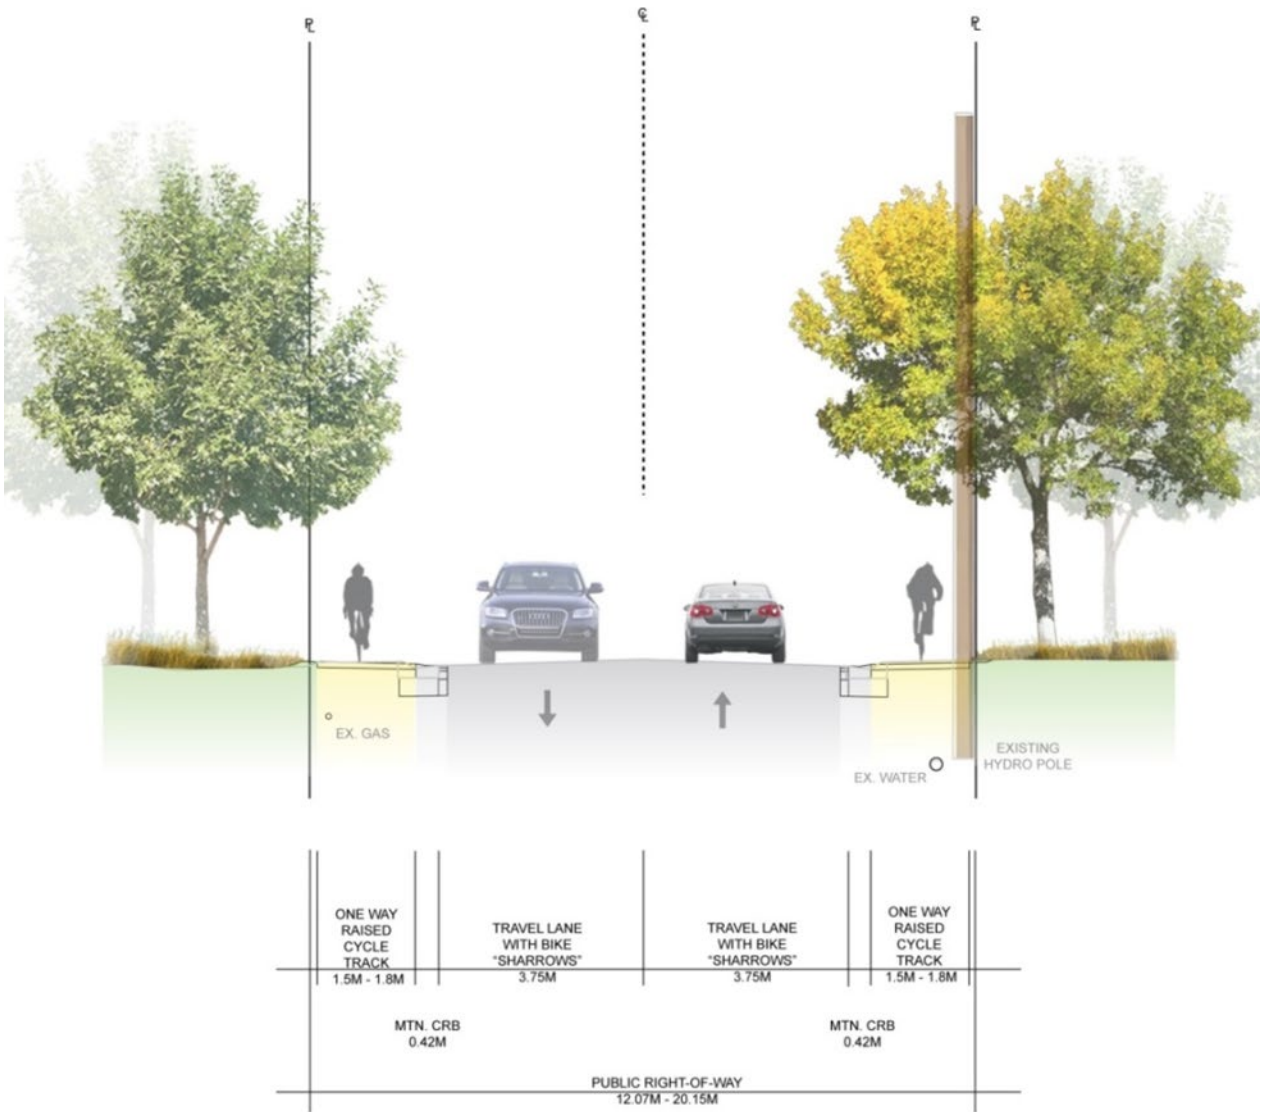 PL
CL
PL
EX. GAS
EX. WATER
EXISTING
HYDRO POLE
ONE WAY
RAISED
CYCLE
TRACK
1.5M - 1.8M
TRAVEL LANE
WITH BIKE
“SHARROWS”
3.75M
TRAVEL LANE
WITH BIKE
“SHARROWS”
3.75M
ONE WAY
RAISED
CYCLE
TRACK
1.5M - 1.8M
MTN. CRB
0.42M
MTN. CRB
0.42M
PUBLIC RIGHT-OF-WAY
12.07M - 20.15M